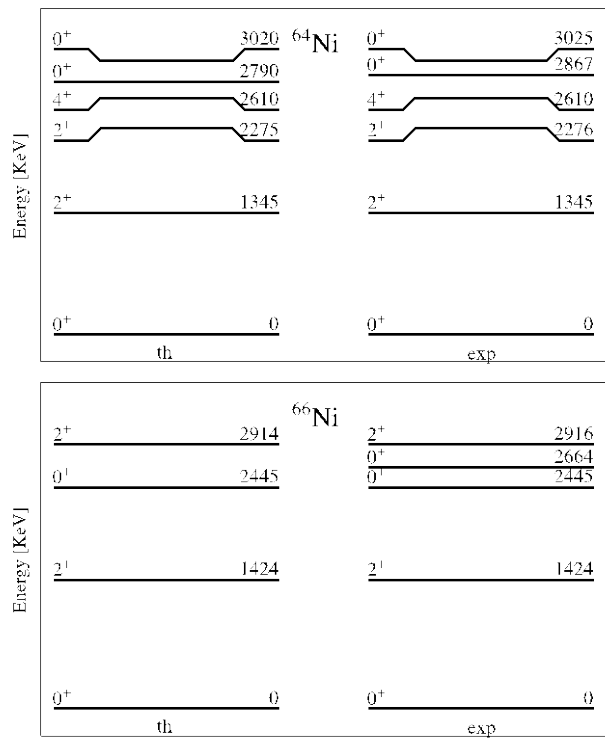 ⁶⁴Ni
0⁺ 3020 0⁺ 3025
0⁺ 2790 0⁺ 2867
4⁺ 2610 4⁺ 2610
2⁺ 2275 2⁺ 2276
2⁺ 1345 2⁺ 1345
0⁺ 0 0⁺ 0
th exp
Energy [KeV]
⁶⁶Ni
2⁺ 2914 2⁺ 2916
0⁺ 2664
0⁺ 2445 0⁺ 2445
2⁺ 1424 2⁺ 1424
0⁺ 0 0⁺ 0
th exp
Energy [KeV]